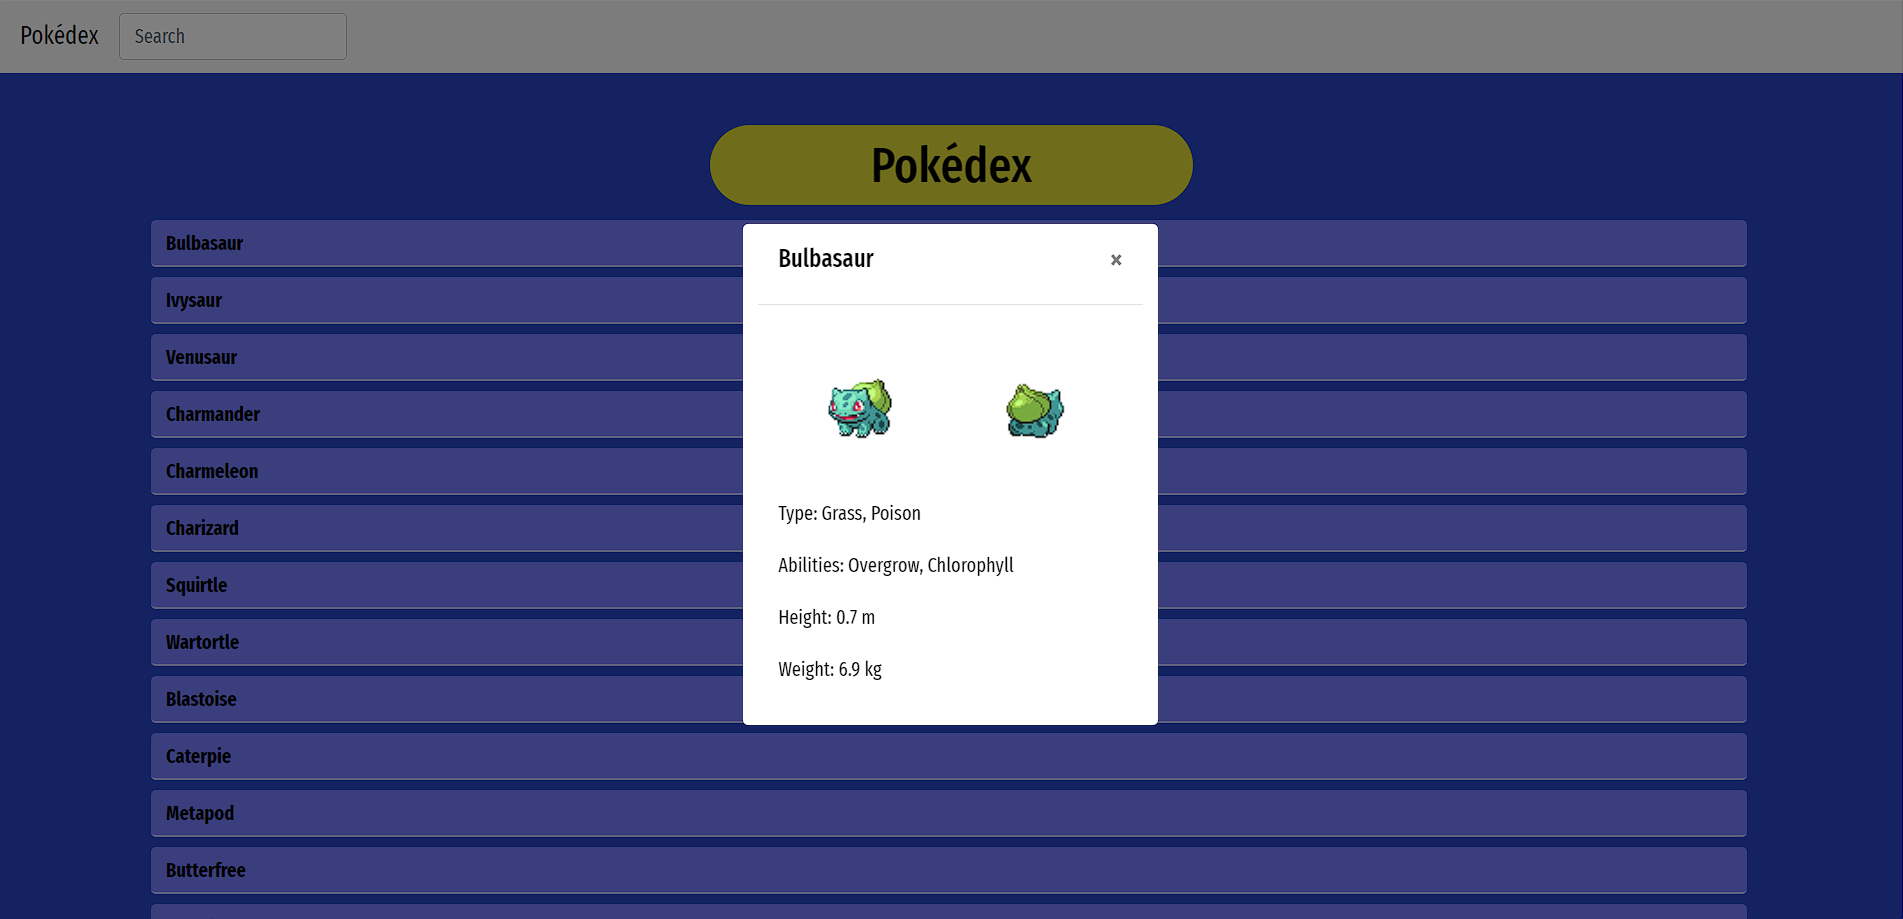 Pokédex Search
Pokédex
Bulbasaur
Ivysaur
Venusaur
Charmander
Charmeleon
Charizard
Squirtle
Wartortle
Blastoise
Caterpie
Metapod
Butterfree
Bulbasaur ×
Type: Grass, Poison
Abilities: Overgrow, Chlorophyll
Height: 0.7 m
Weight: 6.9 kg